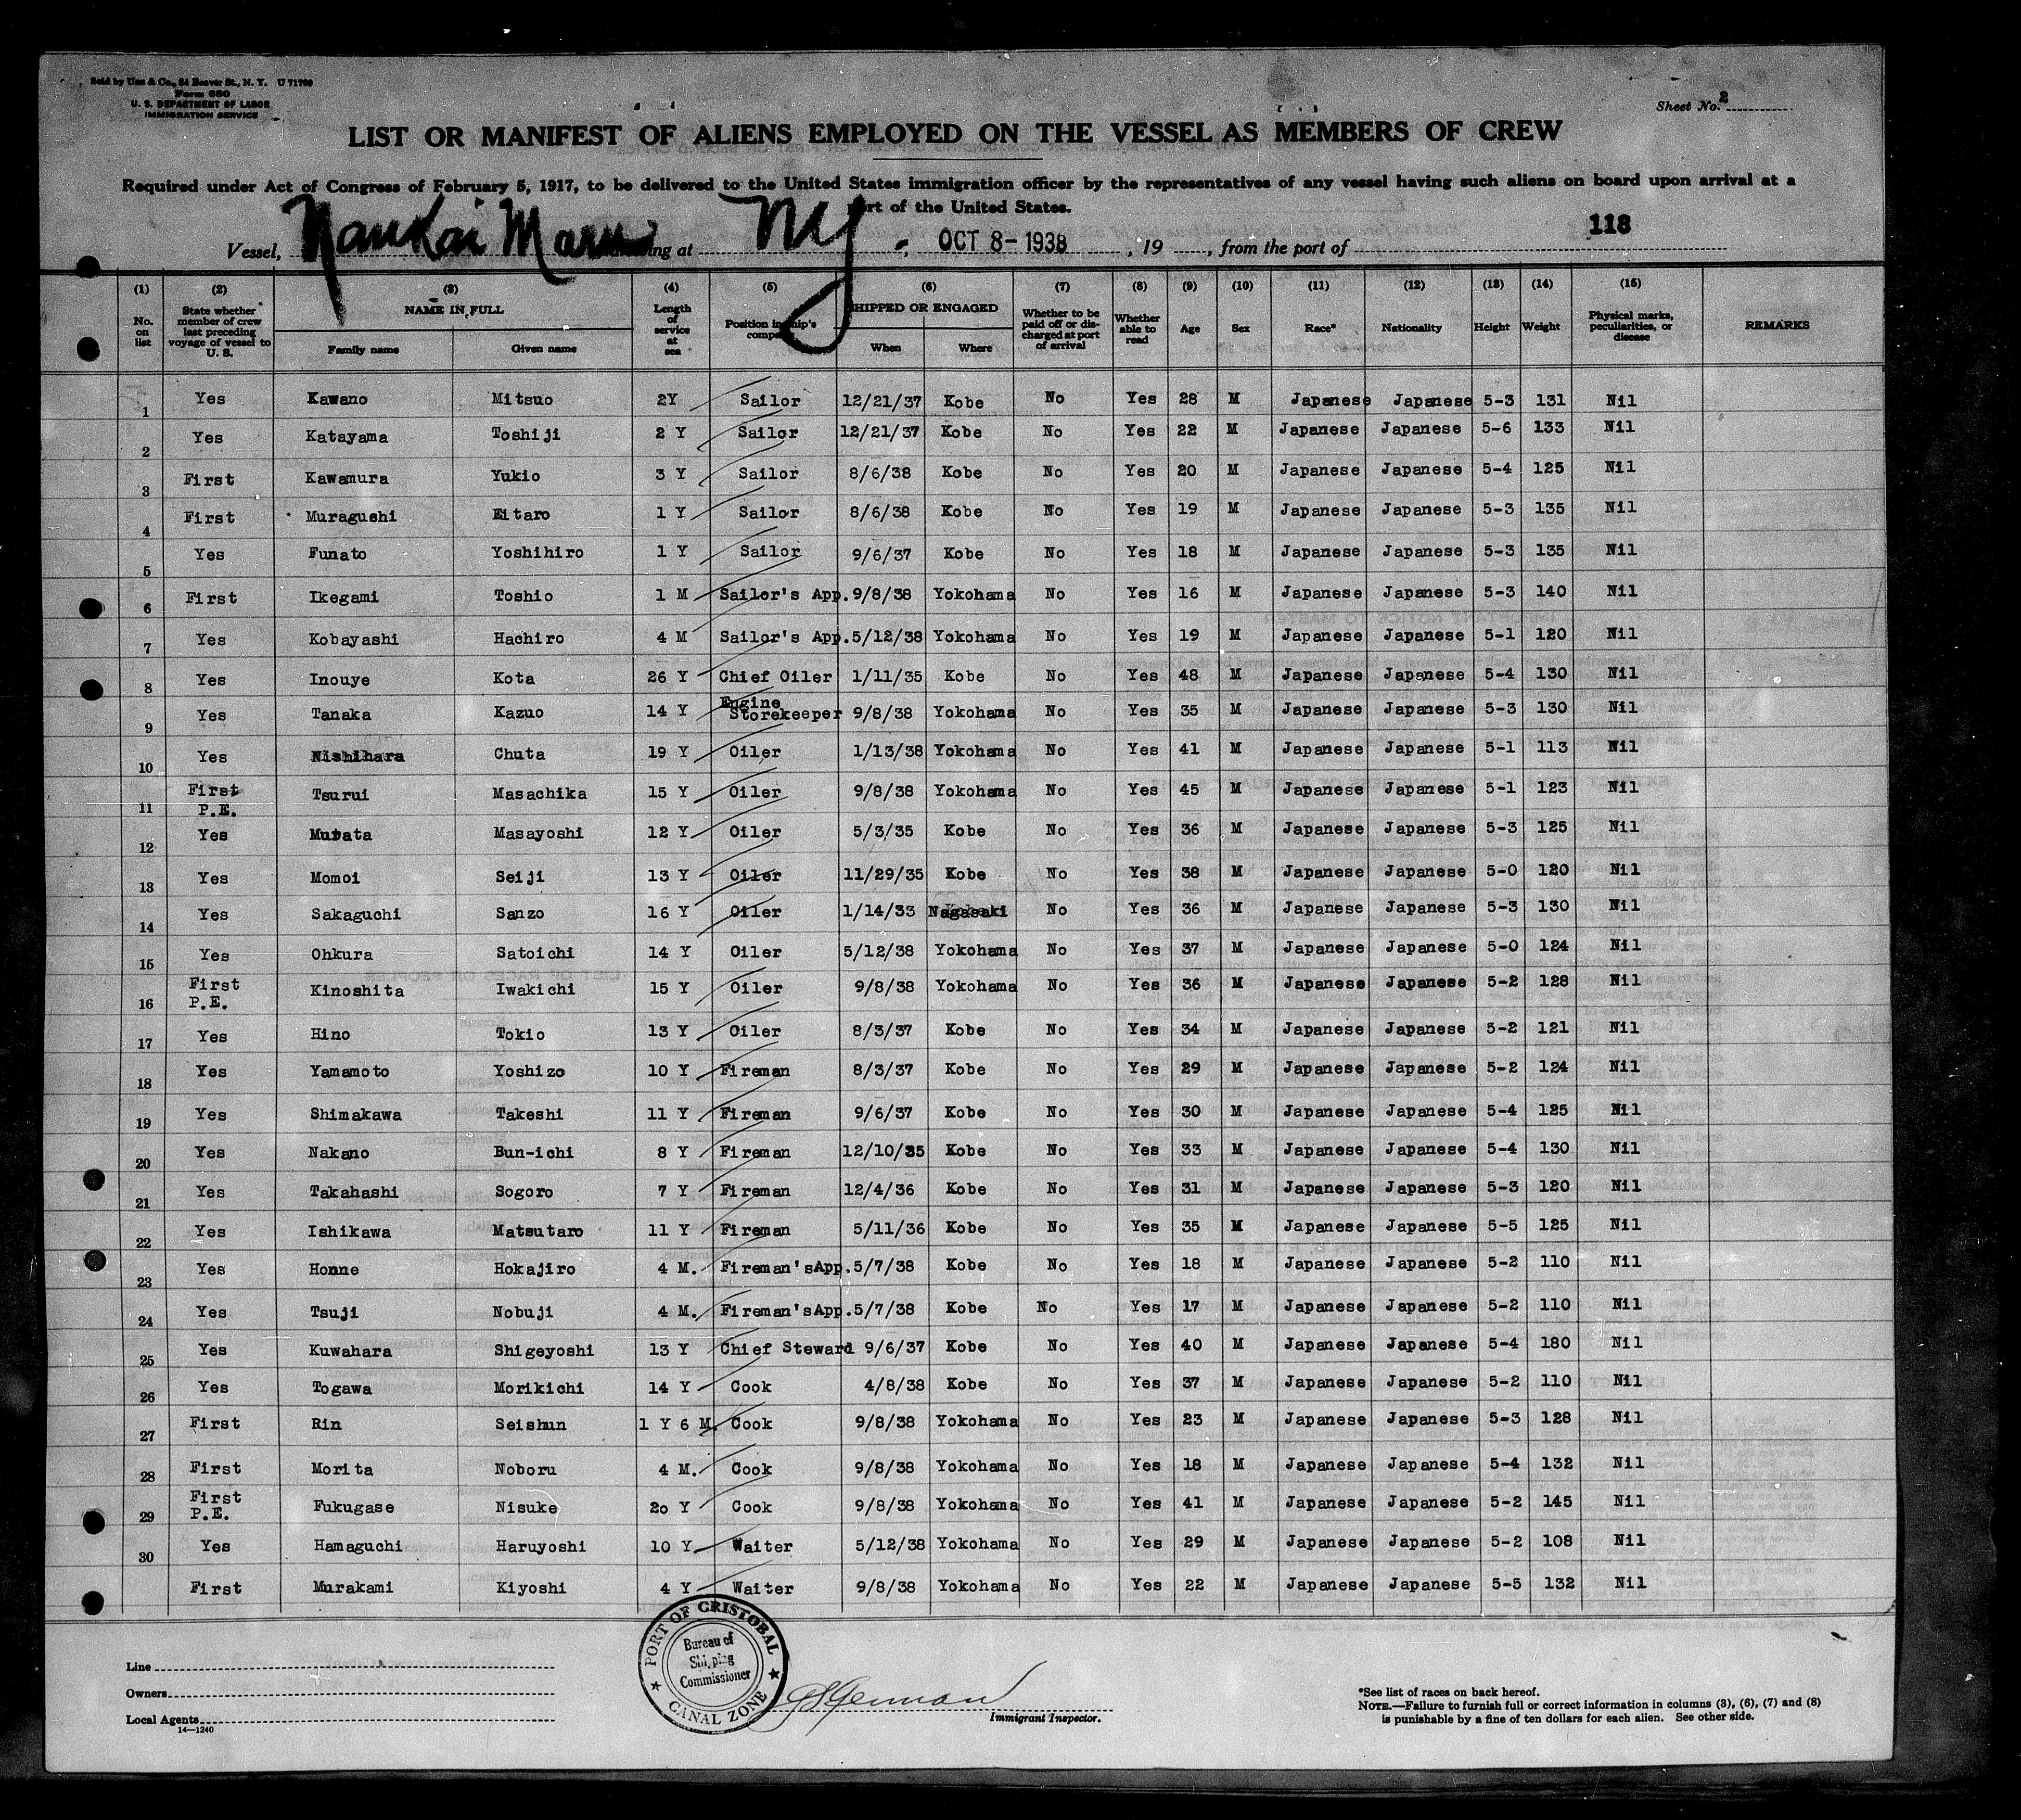 Sold by Unz & Co., 24 Beaver St., N. Y. U 71709
Form 680
U. S. DEPARTMENT OF LABOR
IMMIGRATION SERVICE
Sheet No. 2
LIST OR MANIFEST OF ALIENS EMPLOYED ON THE VESSEL AS MEMBERS OF CREW
Required under Act of Congress of February 5, 1917, to be delivered to the United States immigration officer by the representatives of any vessel having such aliens on board upon arrival at a
port of the United States.
118
Vessel, Nankai Maru ing at NY, OCT 8-1938, 19, from the port of
(1) (2) (3) (4) (5) (6) (7) (8) (9) (10) (11) (12) (13) (14) (15)
No. on list State whether member of crew last preceding voyage of vessel to U. S. NAME IN FULL Family name Given name Length of service at sea Position in ship's company SHIPPED OR ENGAGED When Where Whether to be paid off or discharged at port of arrival Whether able to read Age Sex Race* Nationality Height Weight Physical marks, peculiarities, or disease REMARKS
1 Yes Kawano Mitsuo 2Y Sailor 12/21/37 Kobe No Yes 28 M Japanese Japanese 5-3 131 Nil
2 Yes Katayama Toshiji 2 Y Sailor 12/21/37 Kobe No Yes 22 M Japanese Japanese 5-6 133 Nil
3 First Kawamura Yukio 3 Y Sailor 8/6/38 Kobe No Yes 20 M Japanese Japanese 5-4 125 Nil
4 First Muragushi Eitaro 1 Y Sailor 8/6/38 Kobe No Yes 19 M Japanese Japanese 5-3 135 Nil
5 Yes Funato Yoshihiro 1 Y Sailor 9/6/37 Kobe No Yes 18 M Japanese Japanese 5-3 135 Nil
6 First Ikegami Toshio 1 M Sailor's App. 9/8/38 Yokohama No Yes 16 M Japanese Japanese 5-3 140 Nil
7 Yes Kobayashi Hachiro 4 M Sailor's App. 5/12/38 Yokohama No Yes 19 M Japanese Japanese 5-1 120 Nil
8 Yes Inouye Kota 26 Y Chief Oiler 1/11/35 Kobe No Yes 48 M Japanese Japanese 5-4 130 Nil
9 Yes Tanaka Kazuo 14 Y Engine Storekeeper 9/8/38 Yokohama No Yes 35 M Japanese Japanese 5-3 130 Nil
10 Yes Nishihara Chuta 19 Y Oiler 1/13/38 Yokohama No Yes 41 M Japanese Japanese 5-1 113 Nil
11 First P.E. Tsurui Masachika 15 Y Oiler 9/8/38 Yokohama No Yes 45 M Japanese Japanese 5-1 123 Nil
12 Yes Murata Masayoshi 12 Y Oiler 5/3/35 Kobe No Yes 36 M Japanese Japanese 5-3 125 Nil
13 Yes Momoi Seiji 13 Y Oiler 11/29/35 Kobe No Yes 38 M Japanese Japanese 5-0 120 Nil
14 Yes Sakaguchi Sanzo 16 Y Oiler 1/14/33 Nagasaki No Yes 36 M Japanese Japanese 5-3 130 Nil
15 Yes Ohkura Satoichi 14 Y Oiler 5/12/38 Yokohama No Yes 37 M Japanese Japanese 5-0 124 Nil
16 First P.E. Kinoshita Iwakichi 15 Y Oiler 9/8/38 Yokohama No Yes 36 M Japanese Japanese 5-2 128 Nil
17 Yes Hino Tokio 13 Y Oiler 8/3/37 Kobe No Yes 34 M Japanese Japanese 5-2 121 Nil
18 Yes Yamamoto Yoshizo 10 Y Fireman 8/3/37 Kobe No Yes 29 M Japanese Japanese 5-2 124 Nil
19 Yes Shimakawa Takeshi 11 Y Fireman 9/6/37 Kobe No Yes 30 M Japanese Japanese 5-4 125 Nil
20 Yes Nakano Bun-ichi 8 Y Fireman 12/10/35 Kobe No Yes 33 M Japanese Japanese 5-4 130 Nil
21 Yes Takahashi Sogoro 7 Y Fireman 12/4/36 Kobe No Yes 31 M Japanese Japanese 5-3 120 Nil
22 Yes Ishikawa Matsutaro 11 Y Fireman 5/11/36 Kobe No Yes 35 M Japanese Japanese 5-5 125 Nil
23 Yes Honne Hokajiro 4 M. Fireman'sApp. 5/7/38 Kobe No Yes 18 M Japanese Japanese 5-2 110 Nil
24 Yes Tsuji Nobuji 4 M. Fireman'sApp. 5/7/38 Kobe No Yes 17 M Japanese Japanese 5-2 110 Nil
25 Yes Kuwahara Shigeyoshi 13 Y Chief Steward 9/6/37 Kobe No Yes 40 M Japanese Japanese 5-4 180 Nil
26 Yes Togawa Morikichi 14 Y Cook 4/8/38 Kobe No Yes 37 M Japanese Japanese 5-2 110 Nil
27 First Rin Seishun 1 Y 6 M. Cook 9/8/38 Yokohama No Yes 23 M Japanese Japanese 5-3 128 Nil
28 First Morita Noboru 4 M. Cook 9/8/38 Yokohama No Yes 18 M Japanese Japanese 5-4 132 Nil
29 First P.E. Fukugase Nisuke 2o Y Cook 9/8/38 Yokohama No Yes 41 M Japanese Japanese 5-2 145 Nil
30 Yes Hamaguchi Haruyoshi 10 Y Waiter 5/12/38 Yokohama No Yes 29 M Japanese Japanese 5-2 108 Nil
First Murakami Kiyoshi 4 Y Waiter 9/8/38 Yokohama No Yes 22 M Japanese Japanese 5-5 132 Nil
PORT OF CRISTOBAL
Bureau of
Shipping
Commissioner
CANAL ZONE
Line
Owners
Local Agents
14—1240
Immigrant Inspector.
*See list of races on back hereof.
NOTE.—Failure to furnish full or correct information in columns (3), (6), (7) and (8)
is punishable by a fine of ten dollars for each alien. See other side.